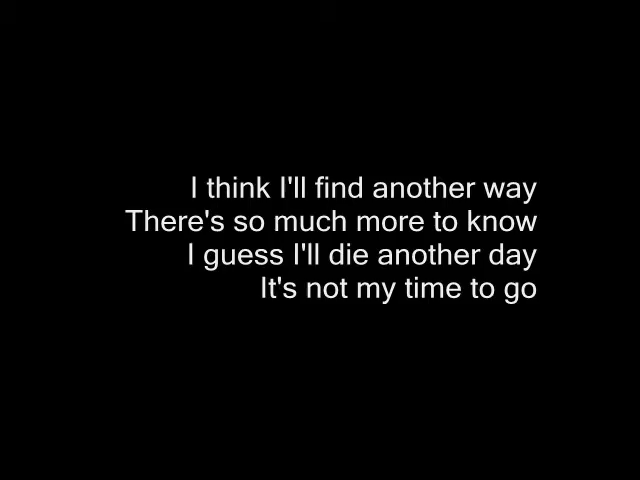 I think I'll find another way
There's so much more to know
I guess I'll die another day
It's not my time to go